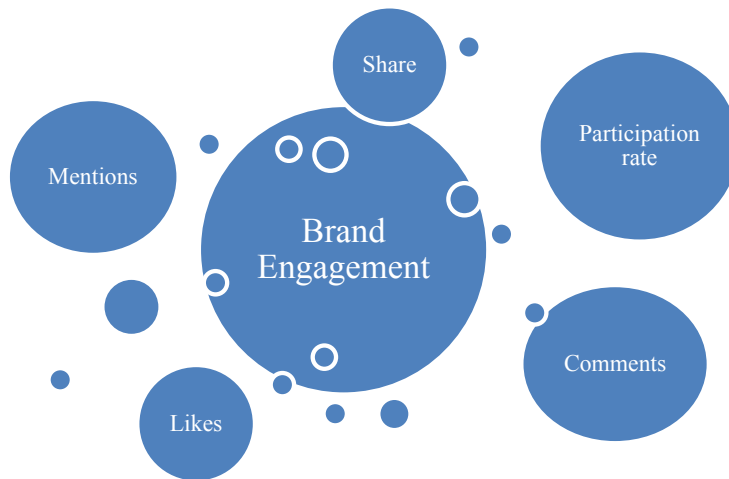 Share
Participation
rate
Mentions
Brand
Engagement
Comments
Likes